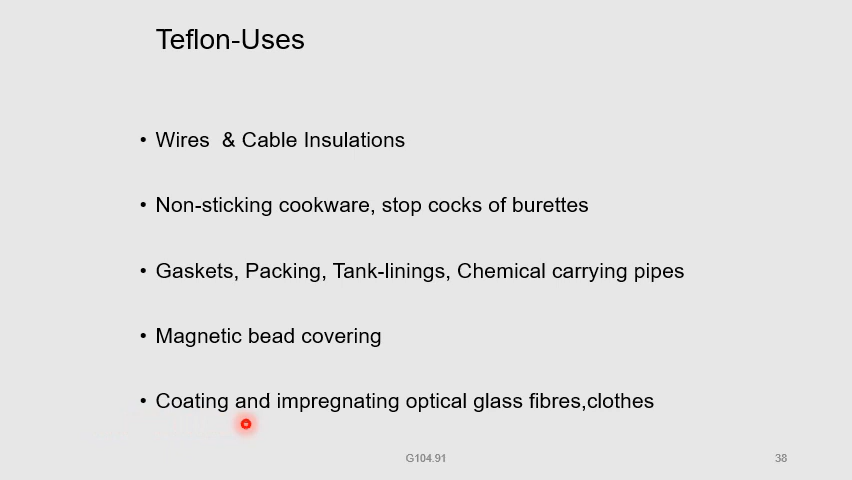 Teflon-Uses
• Wires & Cable Insulations
• Non-sticking cookware, stop cocks of burettes
• Gaskets, Packing, Tank-linings, Chemical carrying pipes
• Magnetic bead covering
• Coating and impregnating optical glass fibres,clothes
G104.91
38